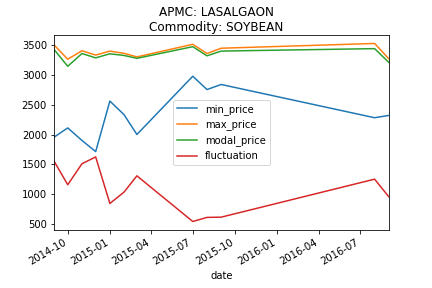 APMC: LASALGAON
Commodity: SOYBEAN
3500
3000
2500
2000
1500
1000
500
min_price
max_price
modal_price
fluctuation
2014-10
2015-01
2015-04
2015-07
2015-10
2016-01
2016-04
2016-07
date